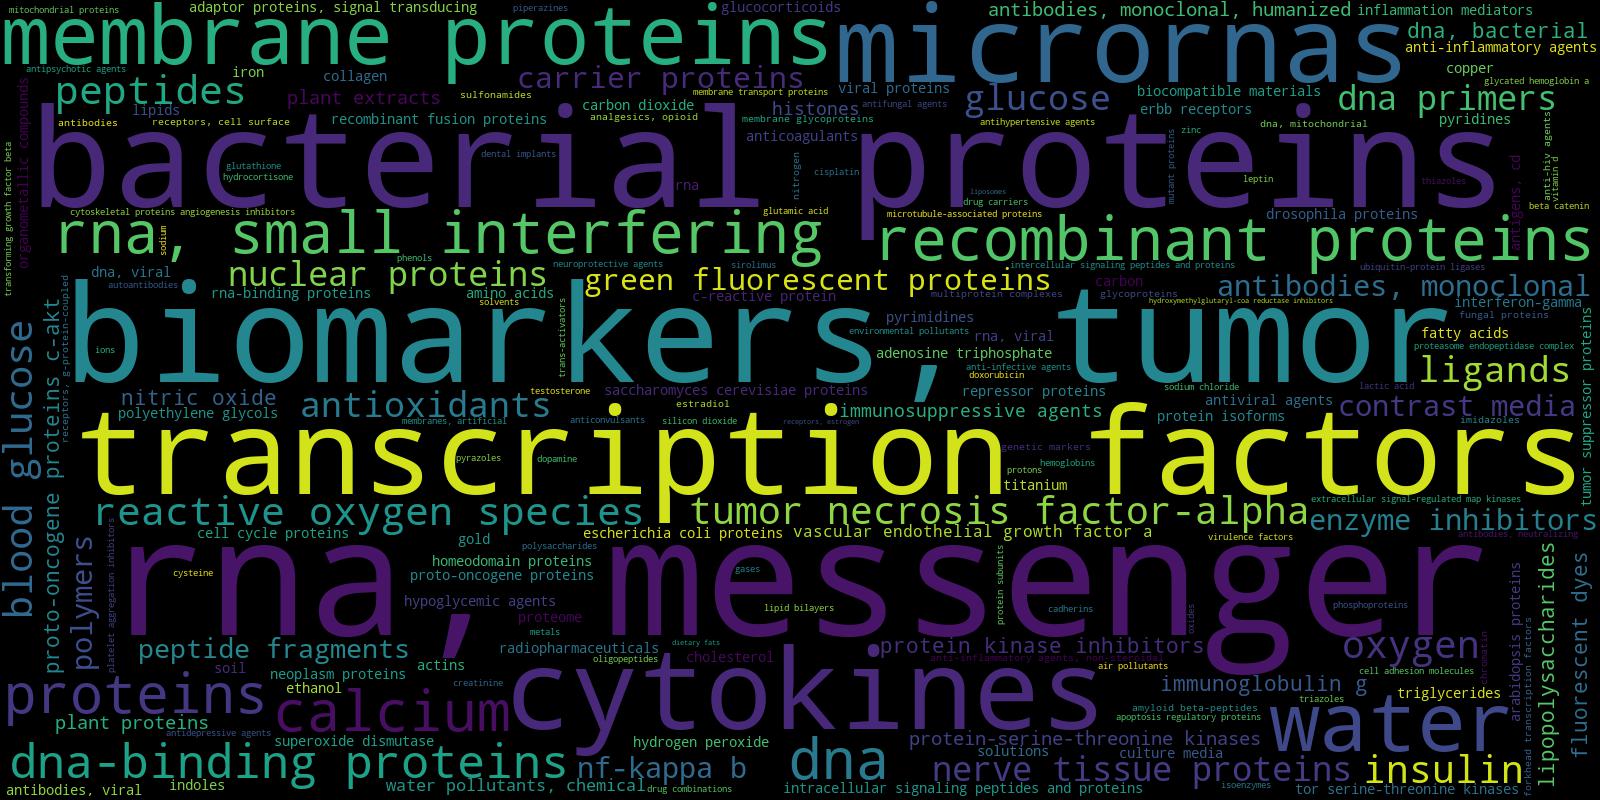 mitochondrial proteins
adaptor proteins, signal transducing
piperazines
glucocorticoids
antibodies, monoclonal, humanized
inflammation mediators
membrane proteins
micrornas
dna, bacterial
anti-inflammatory agents
antipsychotic agents
iron
collagen
carrier proteins
copper
peptides
plant extracts
sulfonamides
membrane transport proteins
viral proteins
glucose
biocompatible materials
glycated hemoglobin a
dna primers
lipids
carbon dioxide
histones
antifungal agents
erbb receptors
antibodies
receptors, cell surface
recombinant fusion proteins
analgesics, opioid
membrane glycoproteins
antihypertensive agents
dna, mitochondrial
pyridines
anticoagulants
zinc
bacterial proteins
organometallic compounds
transforming growth factor beta
glutathione
hydrocortisone
dental implants
rna
nitrogen
cisplatin
liposomes
drug carriers
mutant proteins
leptin
thiazoles
antigens, cd
anti-hiv agents
vitamin d
beta catenin
cytoskeletal proteins
angiogenesis inhibitors
glutamic acid
microtubule-associated proteins
drosophila proteins
rna, small interfering
sodium
recombinant proteins
phenols
dna, viral
autoantibodies
nuclear proteins
neuroprotective agents
sirolimus
green fluorescent proteins
intercellular signaling peptides and proteins
carbon
ubiquitin-protein ligases
antibodies, monoclonal
rna-binding proteins
amino acids
solvents
c-reactive protein
multiprotein complexes
glycoproteins
hydroxymethylglutaryl-coa reductase inhibitors
interferon-gamma
fungal proteins
biomarkers, tumor
ions
trans-activators
pyrimidines
environmental pollutants
rna, viral
adenosine triphosphate
anti-infective agents
doxorubicin
fatty acids
proteasome endopeptidase complex
ligands
tumor suppressor proteins
blood glucose
proto-oncogene proteins c-akt
receptors, g-protein-coupled
nitric oxide
polyethylene glycols
antioxidants
testosterone
saccharomyces cerevisiae proteins
repressor proteins
sodium chloride
lactic acid
antiviral agents
contrast media
estradiol
membranes, artificial
anticonvulsants
silicon dioxide
receptors, estrogen
immunosuppressive agents
protein isoforms
imidazoles
transcription factors
pyrazoles
dopamine
genetic markers
protons
hemoglobins
titanium
reactive oxygen species
tumor necrosis factor-alpha
extracellular signal-regulated map kinases
enzyme inhibitors
cell cycle proteins
gold
escherichia coli proteins
vascular endothelial growth factor a
virulence factors
antibodies, neutralizing
polysaccharides
polymers
platelet aggregation inhibitors
rna, messenger
cysteine
homeodomain proteins
proto-oncogene proteins
gases
protein subunits
hypoglycemic agents
lipid bilayers
cadherins
phosphoproteins
proteome
metals
oxides
arabidopsis proteins
forkhead transcription factors
lipopolysaccharides
fluorescent dyes
peptide fragments
radiopharmaceuticals
dietary fats
protein kinase inhibitors
oxygen
chromatin
soil
actins
oligopeptides
cholesterol
anti-inflammatory agents, non-steroidal
air pollutants
cell adhesion molecules
neoplasm proteins
creatinine
proteins
ethanol
calcium
cytokines
immunoglobulin g
triglycerides
triazoles
plant proteins
amyloid beta-peptides
apoptosis regulatory proteins
water
antidepressive agents
superoxide dismutase
hydrogen peroxide
protein-serine-threonine kinases
solutions
culture media
dna-binding proteins
nf-kappa b
dna
nerve tissue proteins
insulin
antibodies, viral
indoles
water pollutants, chemical
drug combinations
intracellular signaling peptides and proteins
isoenzymes
tor serine-threonine kinases